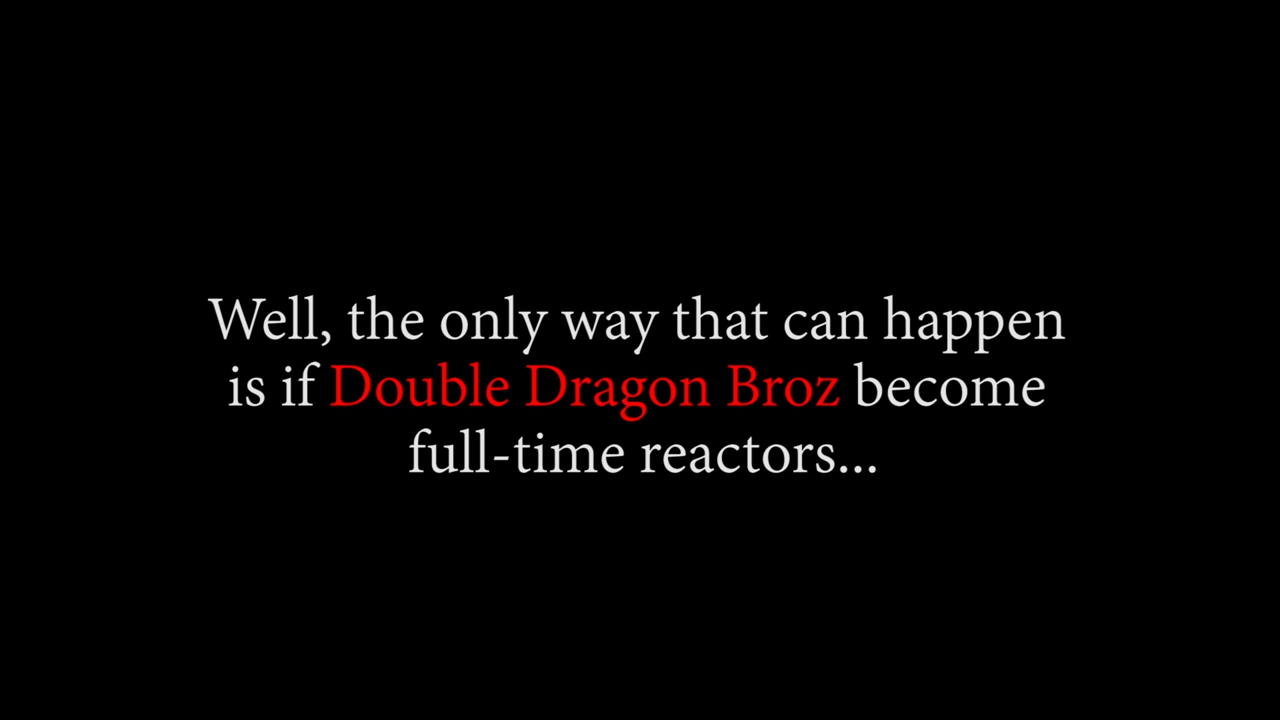 Well, the only way that can happen
is if Double Dragon Broz become
full-time reactors...